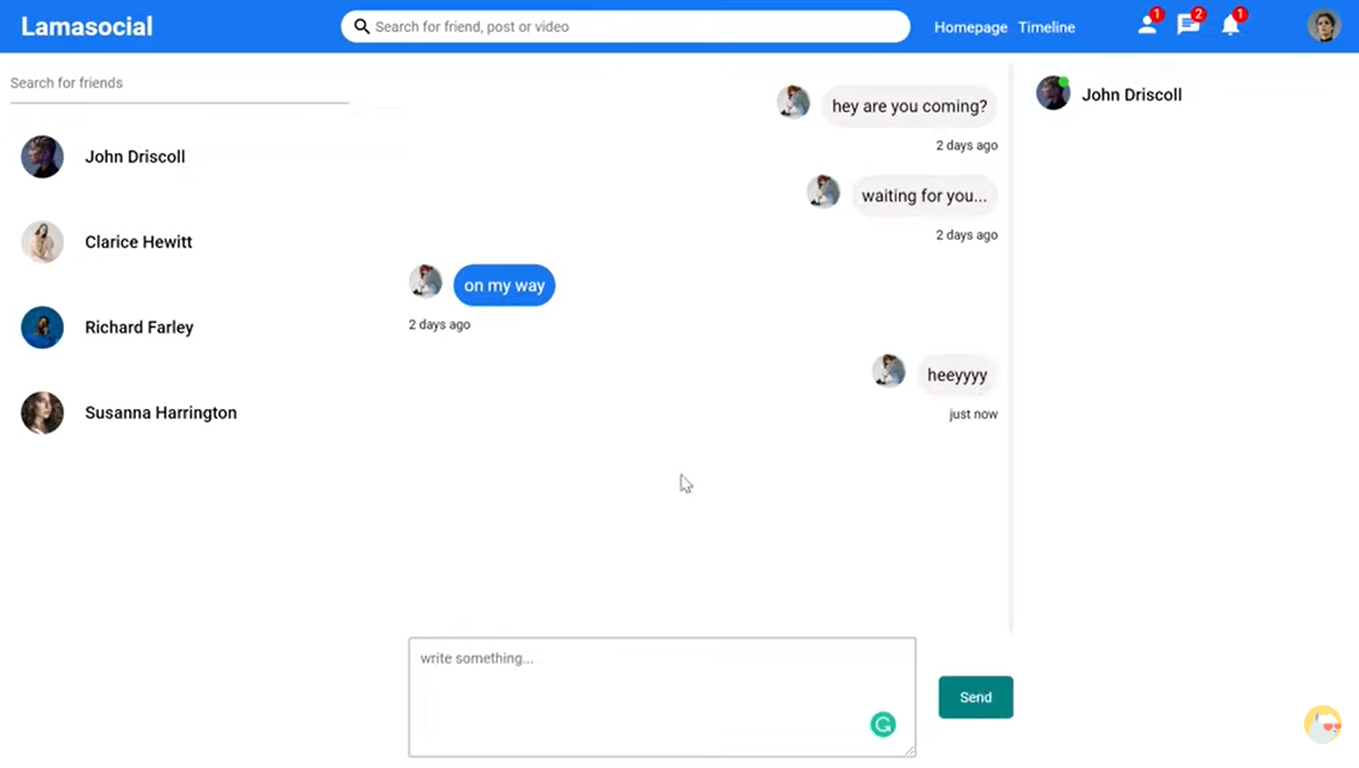 Lamasocial
Search for friend, post or video
Homepage Timeline
1
2
1
Search for friends
John Driscoll
Clarice Hewitt
Richard Farley
Susanna Harrington
hey are you coming?
2 days ago
waiting for you...
2 days ago
on my way
2 days ago
heeyyyy
just now
write something...
Send
John Driscoll